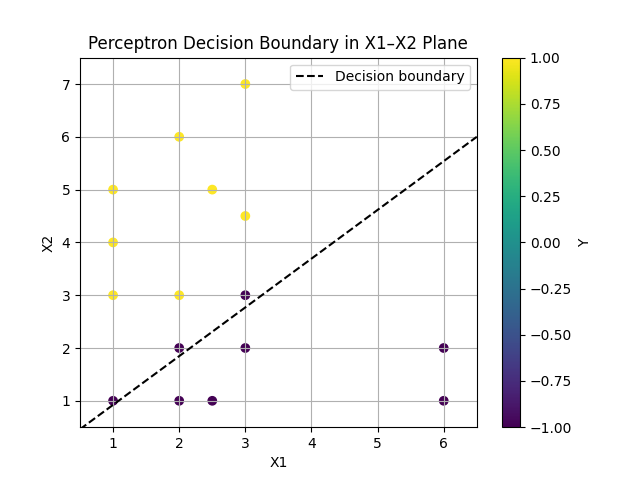 Perceptron Decision Boundary in X1–X2 Plane
Decision boundary
7
6
5
4
3
2
1
X2
1 2 3 4 5 6
X1
1.00
0.75
0.50
0.25
0.00
−0.25
−0.50
−0.75
−1.00
Y